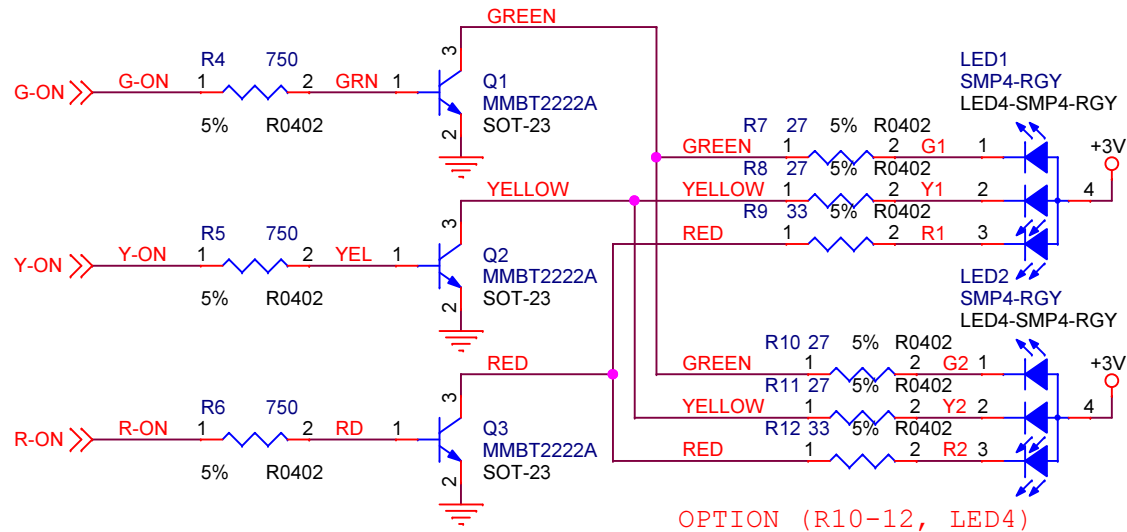 GREEN
R4 750
G-ON G-ON 1 2 GRN 1 3 2
5% R0402
Q1
MMBT2222A
SOT-23
YELLOW
R5 750
Y-ON Y-ON 1 2 YEL 1 3 2
5% R0402
Q2
MMBT2222A
SOT-23
RED
R6 750
R-ON R-ON 1 2 RD 1 3 2
5% R0402
Q3
MMBT2222A
SOT-23
LED1
SMP4-RGY
LED4-SMP4-RGY
+3V
R7 27 5% R0402
GREEN 1 2 G1 1
R8 27 5% R0402
YELLOW 1 2 Y1 2 4
R9 33 5% R0402
RED 1 2 R1 3
LED2
SMP4-RGY
LED4-SMP4-RGY
+3V
R10 27 5% R0402
GREEN 1 2 G2 1
R11 27 5% R0402
YELLOW 1 2 Y2 2 4
R12 33 5% R0402
RED 1 2 R2 3
OPTION (R10-12, LED4)